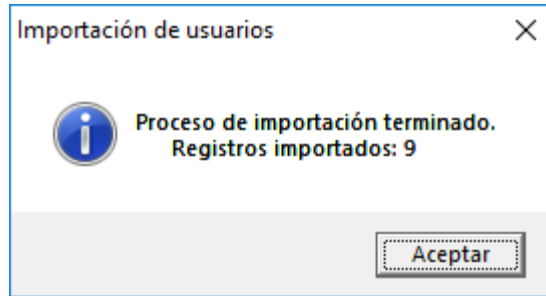 Importación de usuarios
Proceso de importación terminado.
Registros importados: 9
Aceptar